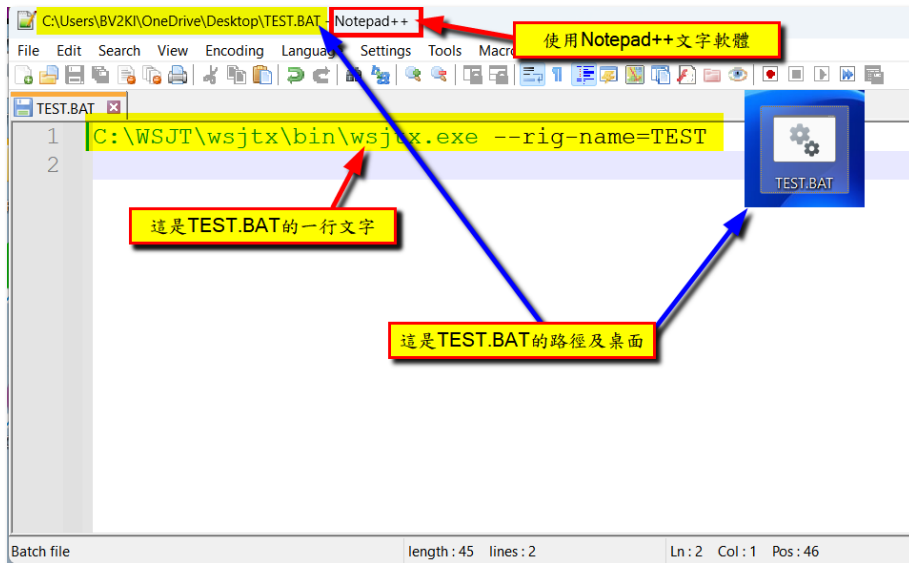 C:\Users\BV2KI\OneDrive\Desktop\TEST.BAT - Notepad++
使用Notepad++文字軟體
File Edit Search View Encoding Language Settings Tools Macro
TEST.BAT
1 C:\WSJT\wsjtx\bin\wsjtx.exe --rig-name=TEST
2
TEST.BAT
這是TEST.BAT的一行文字
這是TEST.BAT的路徑及桌面
Batch file length : 45 lines : 2 Ln : 2 Col : 1 Pos : 46